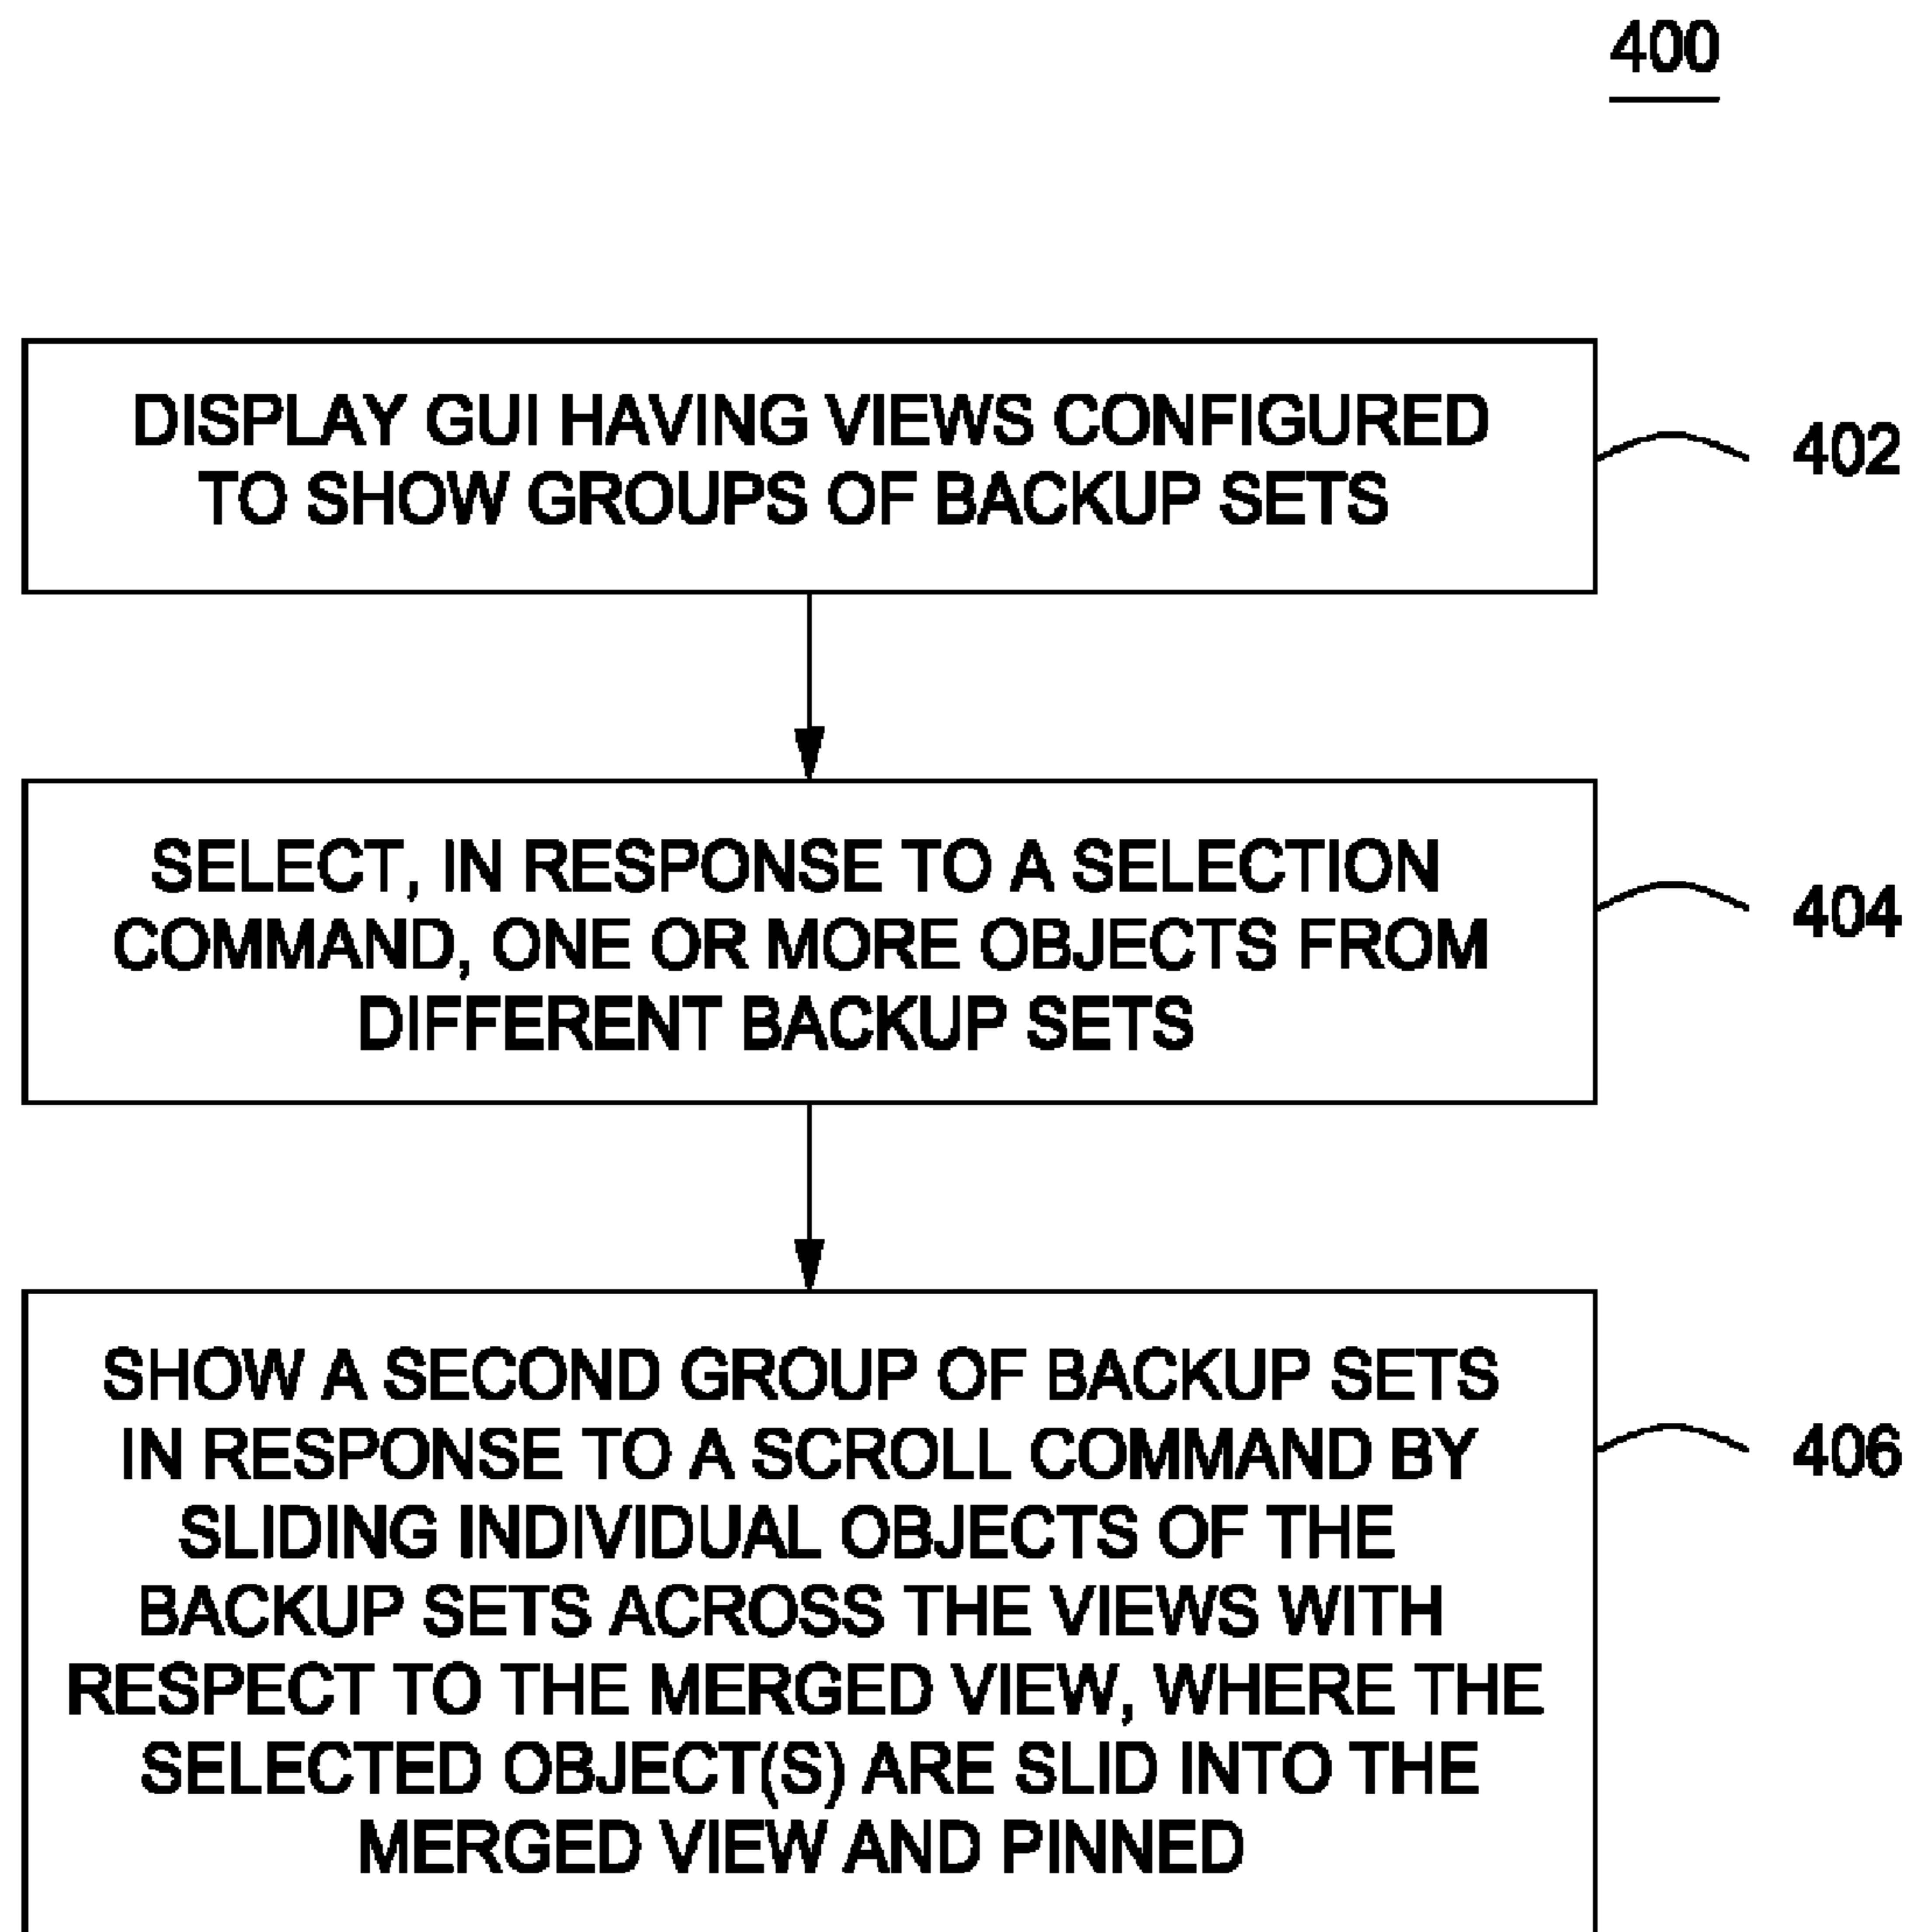 400
DISPLAY GUI HAVING VIEWS CONFIGURED
TO SHOW GROUPS OF BACKUP SETS
402
SELECT, IN RESPONSE TO A SELECTION
COMMAND, ONE OR MORE OBJECTS FROM
DIFFERENT BACKUP SETS
404
SHOW A SECOND GROUP OF BACKUP SETS
IN RESPONSE TO A SCROLL COMMAND BY
SLIDING INDIVIDUAL OBJECTS OF THE
BACKUP SETS ACROSS THE VIEWS WITH
RESPECT TO THE MERGED VIEW, WHERE THE
SELECTED OBJECT(S) ARE SLID INTO THE
MERGED VIEW AND PINNED
406